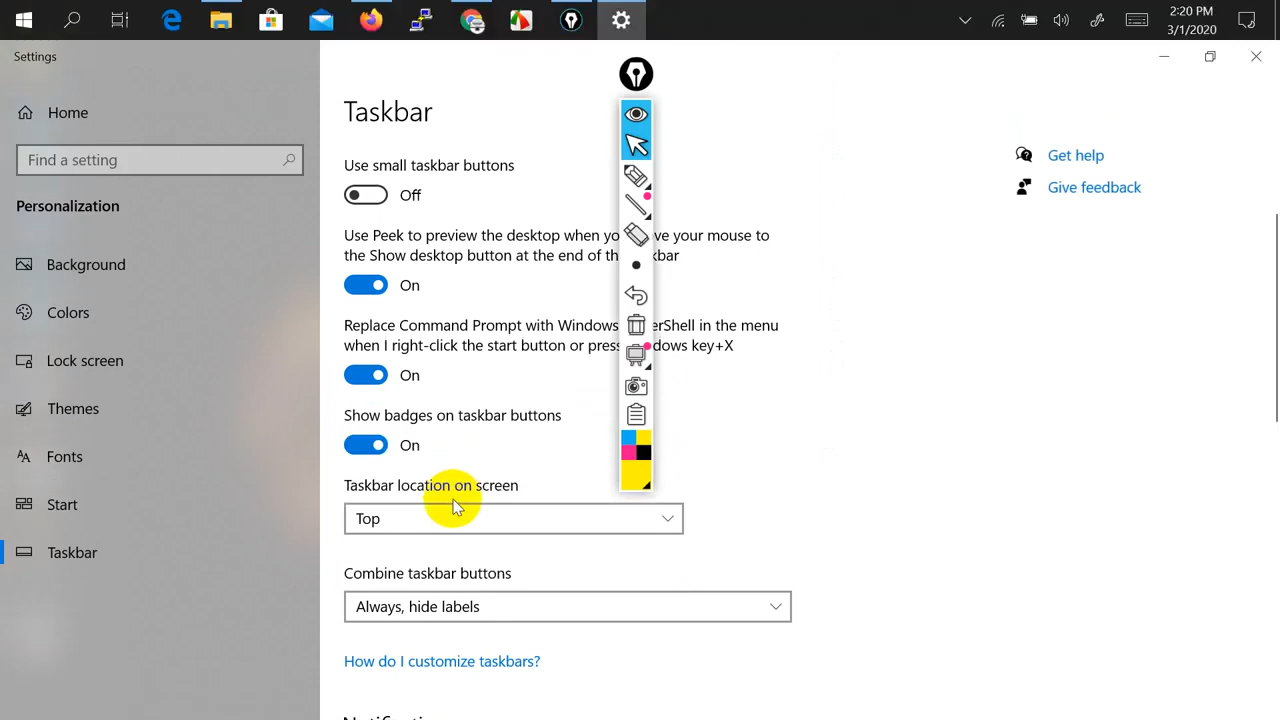 2:20 PM
3/1/2020
Settings
Home
Find a setting
Personalization
Background
Colors
Lock screen
Themes
Fonts
Start
Taskbar
Taskbar
Use small taskbar buttons
Off
Use Peek to preview the desktop when yo ve your mouse to
the Show desktop button at the end of th kbar
On
Replace Command Prompt with Windows erShell in the menu
when I right-click the start button or press dows key+X
On
Show badges on taskbar buttons
On
Taskbar location on screen
Top
Combine taskbar buttons
Always, hide labels
How do I customize taskbars?
Get help
Give feedback